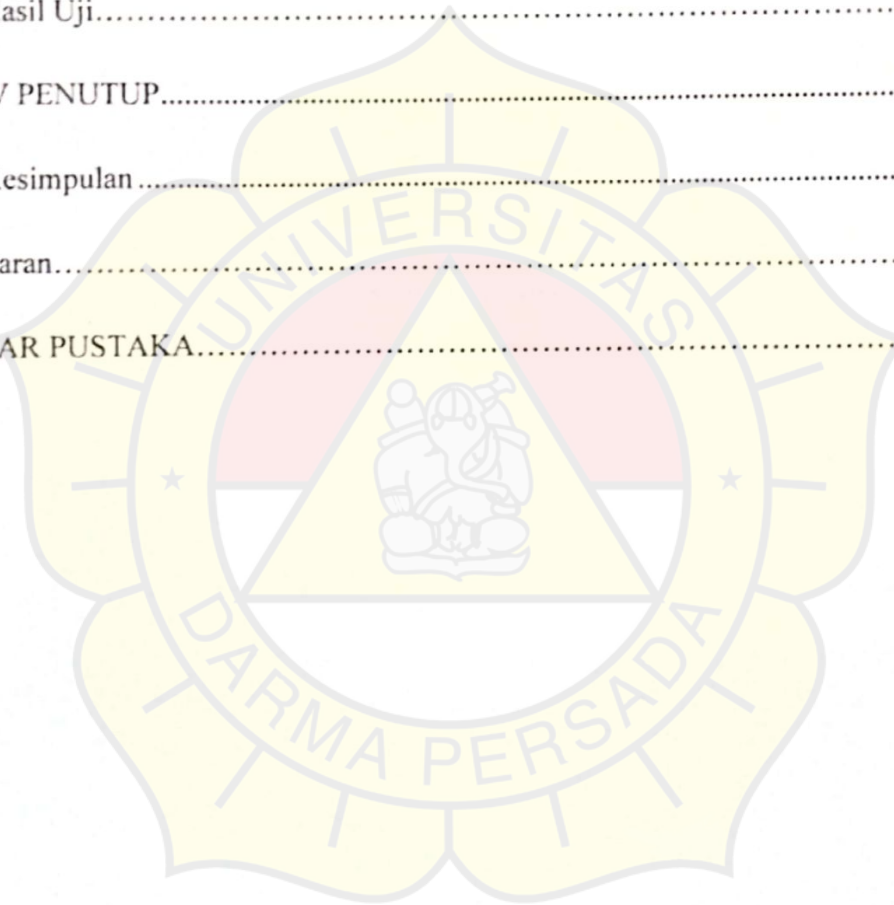 asil Uji
PENUTUP
esimpulan
aran
AR PUSTAKA
UNIVERSITAS
DARMA PERSADA